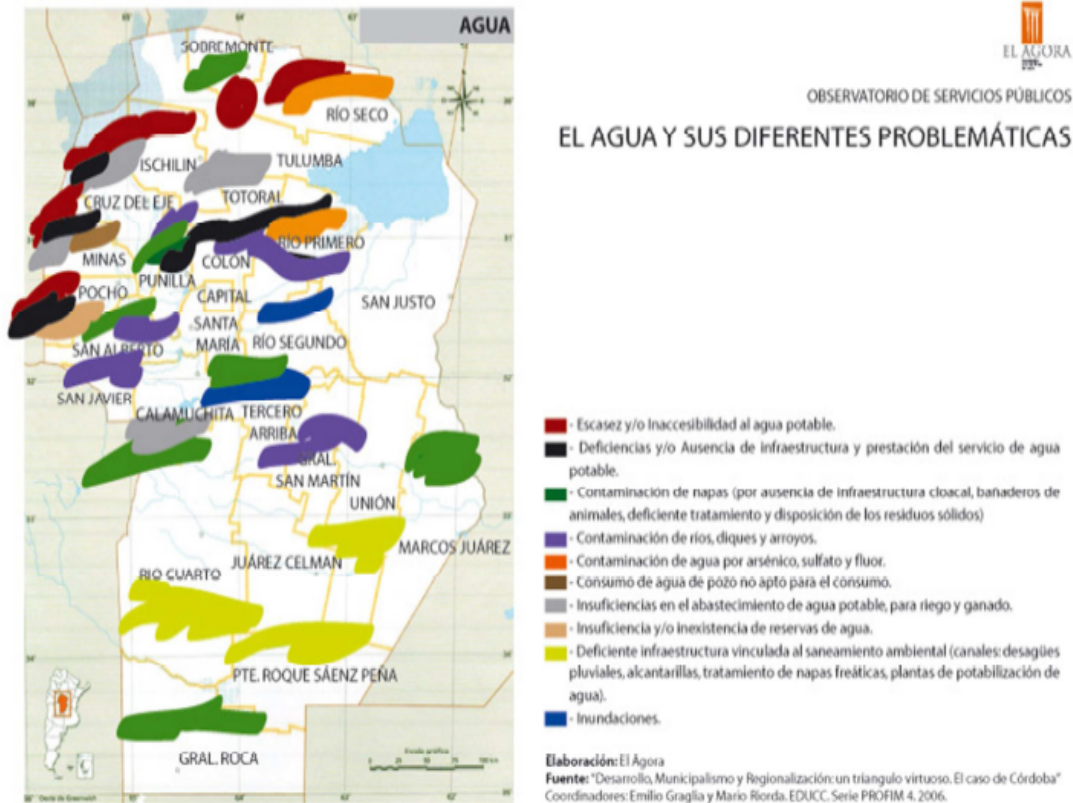 AGUA
SOBREMONTE
RÍO SECO
ISCHILIN
TULUMBA
CRUZ DEL EJE
TOTORAL
RÍO PRIMERO
MINAS
COLÓN
PUNILLA
POCHO
CAPITAL
SAN JUSTO
SANTA
MARÍA
RÍO SEGUNDO
SAN ALBERTO
SAN JAVIER
CALAMUCHITA
TERCERO
ARRIBA
GRAL.
SAN MARTÍN
UNIÓN
MARCOS JUÁREZ
JUÁREZ CELMAN
RIO CUARTO
PTE. ROQUE SÁENZ PEÑA
GRAL. ROCA
Escala gráfica
EL ÁGORA
OBSERVATORIO DE SERVICIOS PÚBLICOS
EL AGUA Y SUS DIFERENTES PROBLEMÁTICAS
- Escasez y/o Inaccesibilidad al agua potable.
- Deficiencias y/o Ausencia de infraestructura y prestación del servicio de agua
potable.
- Contaminación de napas (por ausencia de infraestructura cloacal, bañaderos de
animales, deficiente tratamiento y disposición de los residuos sólidos)
- Contaminación de ríos, diques y arroyos.
- Contaminación de agua por arsénico, sulfato y fluor.
- Consumo de agua de pozo no apto para el consumo.
- Insuficiencias en el abastecimiento de agua potable, para riego y ganado.
- Insuficiencia y/o inexistencia de reservas de agua.
- Deficiente infraestructura vinculada al saneamiento ambiental (canales: desagües
pluviales, alcantarillas, tratamiento de napas freáticas, plantas de potabilización de
agua).
- Inundaciones.
Elaboración: El Ágora
Fuente: "Desarrollo, Municipalismo y Regionalización: un triangulo virtuoso. El caso de Córdoba"
Coordinadores: Emilio Graglia y Mario Riorda. EDUCC. Serie PROFIM 4. 2006.